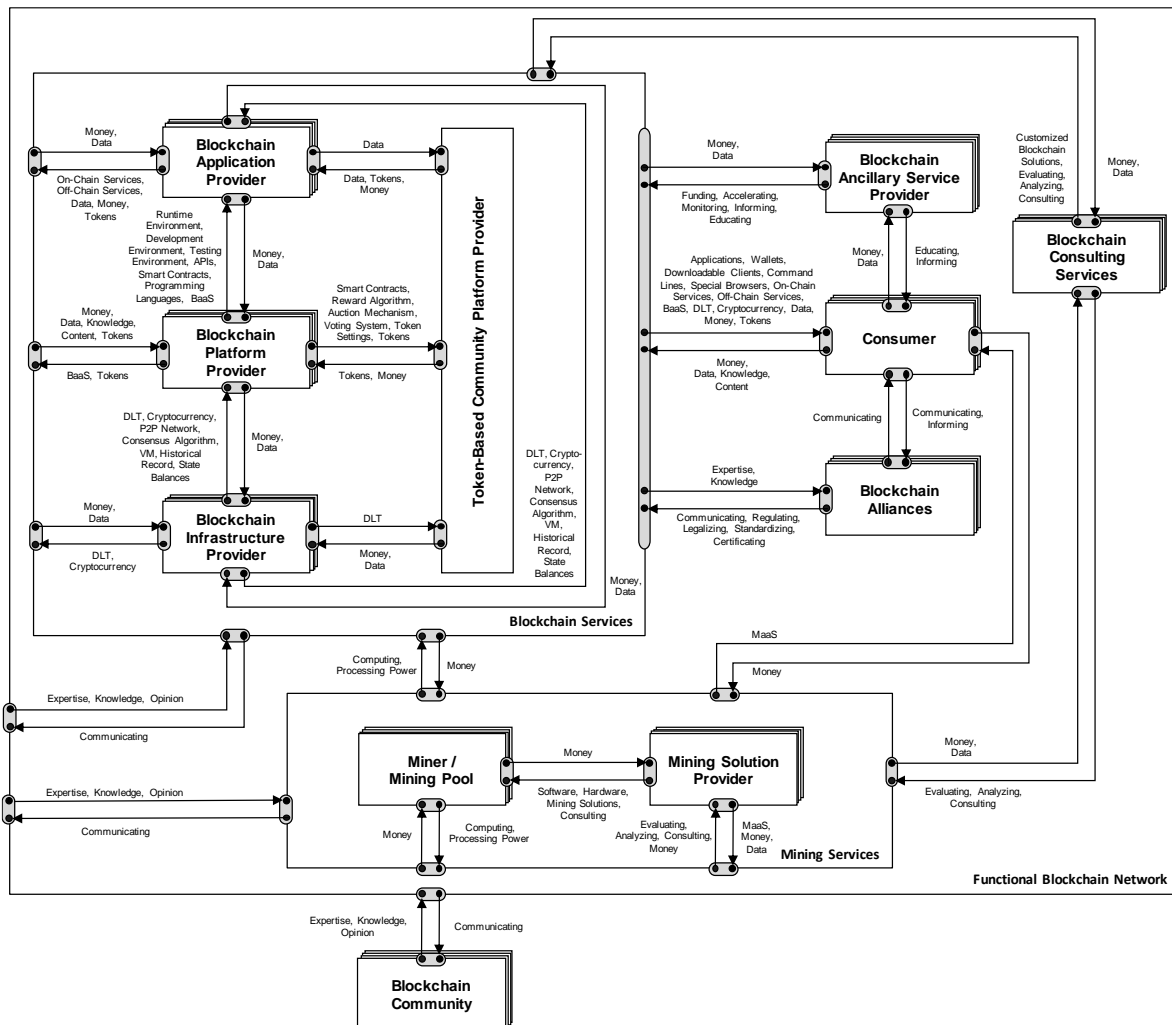 Money,
Data
Blockchain
Application
Provider
Data
On-Chain Services,
Off-Chain Services,
Data, Money,
Tokens
Data, Tokens,
Money
Runtime
Environment,
Development
Environment, Testing
Environment, APIs,
Smart Contracts,
Programming
Languages, BaaS
Money,
Data
Money,
Data, Knowledge,
Content, Tokens
Blockchain
Platform
Provider
Smart Contracts,
Reward Algorithm,
Auction Mechanism,
Voting System, Token
Settings, Tokens
BaaS, Tokens
Tokens, Money
DLT, Cryptocurrency,
P2P Network,
Consensus Algorithm,
VM, Historical
Record, State
Balances
Money,
Data
Money,
Data
Blockchain
Infrastructure
Provider
DLT
DLT,
Cryptocurrency
Money,
Data
Token-Based Community Platform Provider
DLT, Crypto-
currency,
P2P
Network,
Consensus
Algorithm,
VM,
Historical
Record,
State
Balances
Money,
Data
Blockchain Services
Money,
Data
Funding, Accelerating,
Monitoring, Informing,
Educating
Blockchain
Ancillary Service
Provider
Money,
Data
Educating,
Informing
Applications, Wallets,
Downloadable Clients, Command
Lines, Special Browsers, On-Chain
Services, Off-Chain Services,
BaaS, DLT, Cryptocurrency, Data,
Money, Tokens
Consumer
Money,
Data, Knowledge,
Content
Communicating
Communicating,
Informing
Expertise,
Knowledge
Blockchain
Alliances
Communicating, Regulating,
Legalizing, Standardizing,
Certificating
Customized
Blockchain
Solutions,
Evaluating,
Analyzing,
Consulting
Money,
Data
Blockchain
Consulting
Services
MaaS
Money
Computing,
Processing Power
Money
Expertise, Knowledge, Opinion
Communicating
Expertise, Knowledge, Opinion
Communicating
Miner /
Mining Pool
Money
Software, Hardware,
Mining Solutions,
Consulting
Mining Solution
Provider
Money
Computing,
Processing Power
Evaluating,
Analyzing, Consulting,
Money
MaaS,
Money,
Data
Mining Services
Money,
Data
Evaluating, Analyzing,
Consulting
Functional Blockchain Network
Expertise, Knowledge,
Opinion
Communicating
Blockchain
Community